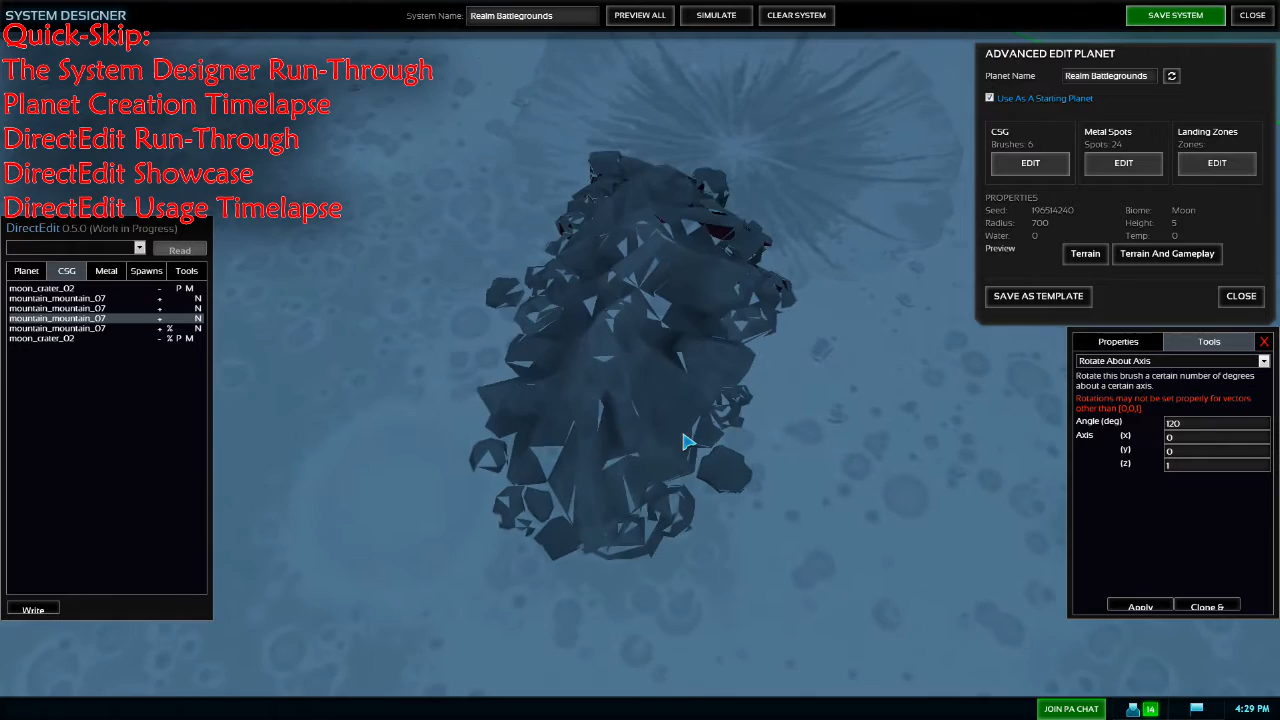 SYSTEM DESIGNER
System Name: Realm Battlegrounds PREVIEW ALL SIMULATE CLEAR SYSTEM SAVE SYSTEM CLOSE
Quick-Skip:
The System Designer Run-Through
Planet Creation Timelapse
DirectEdit Run-Through
DirectEdit Showcase
DirectEdit Usage Timelapse
DirectEdit 0.5.0 (Work in Progress)
Read
Planet CSG Metal Spawns Tools
moon_crater_02 - P M
mountain_mountain_07 + N
mountain_mountain_07 + N
mountain_mountain_07 + N
mountain_mountain_07 + % N
moon_crater_02 - % P M
Write
ADVANCED EDIT PLANET
Planet Name Realm Battlegrounds
Use As A Starting Planet
CSG Metal Spots Landing Zones
Brushes: 6 Spots: 24 Zones:
EDIT EDIT EDIT
PROPERTIES
Seed: 196514240 Biome: Moon
Radius: 700 Height: 5
Water: 0 Temp: 0
Preview Terrain Terrain And Gameplay
SAVE AS TEMPLATE CLOSE
Properties Tools X
Rotate About Axis
Rotate this brush a certain number of degrees
about a certain axis.
Rotations may not be set properly for vectors
other than [0,0,1]
Angle (deg) 120
Axis (x) 0
(y) 0
(z) 1
Apply Clone &
JOIN PA CHAT 14 4:29 PM